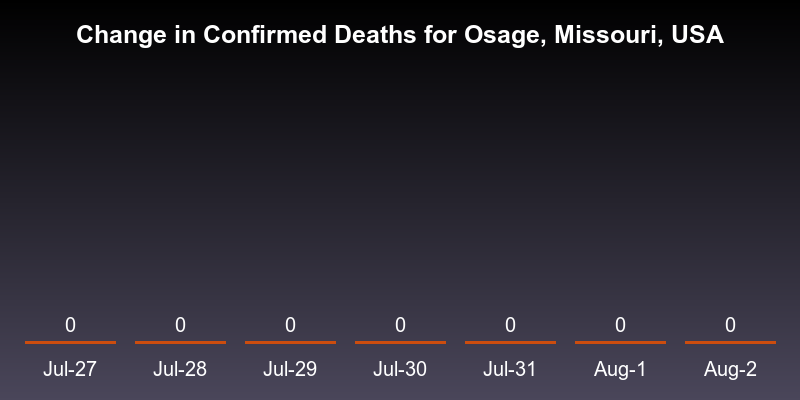 Change in Confirmed Deaths for Osage, Missouri, USA
0 0 0 0 0 0 0
Jul-27 Jul-28 Jul-29 Jul-30 Jul-31 Aug-1 Aug-2